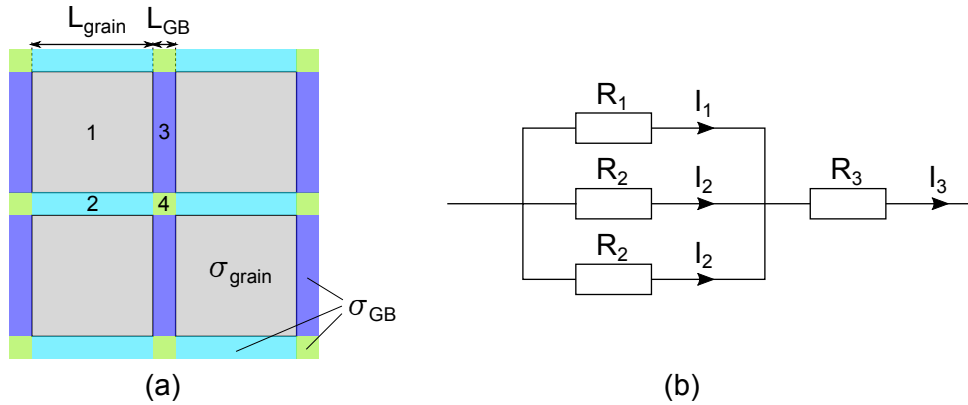 L_grain L_GB
1 3
2 4
σ_grain
σ_GB
(a)
R_1 I_1
R_2 I_2
R_3 I_3
R_2 I_2
(b)